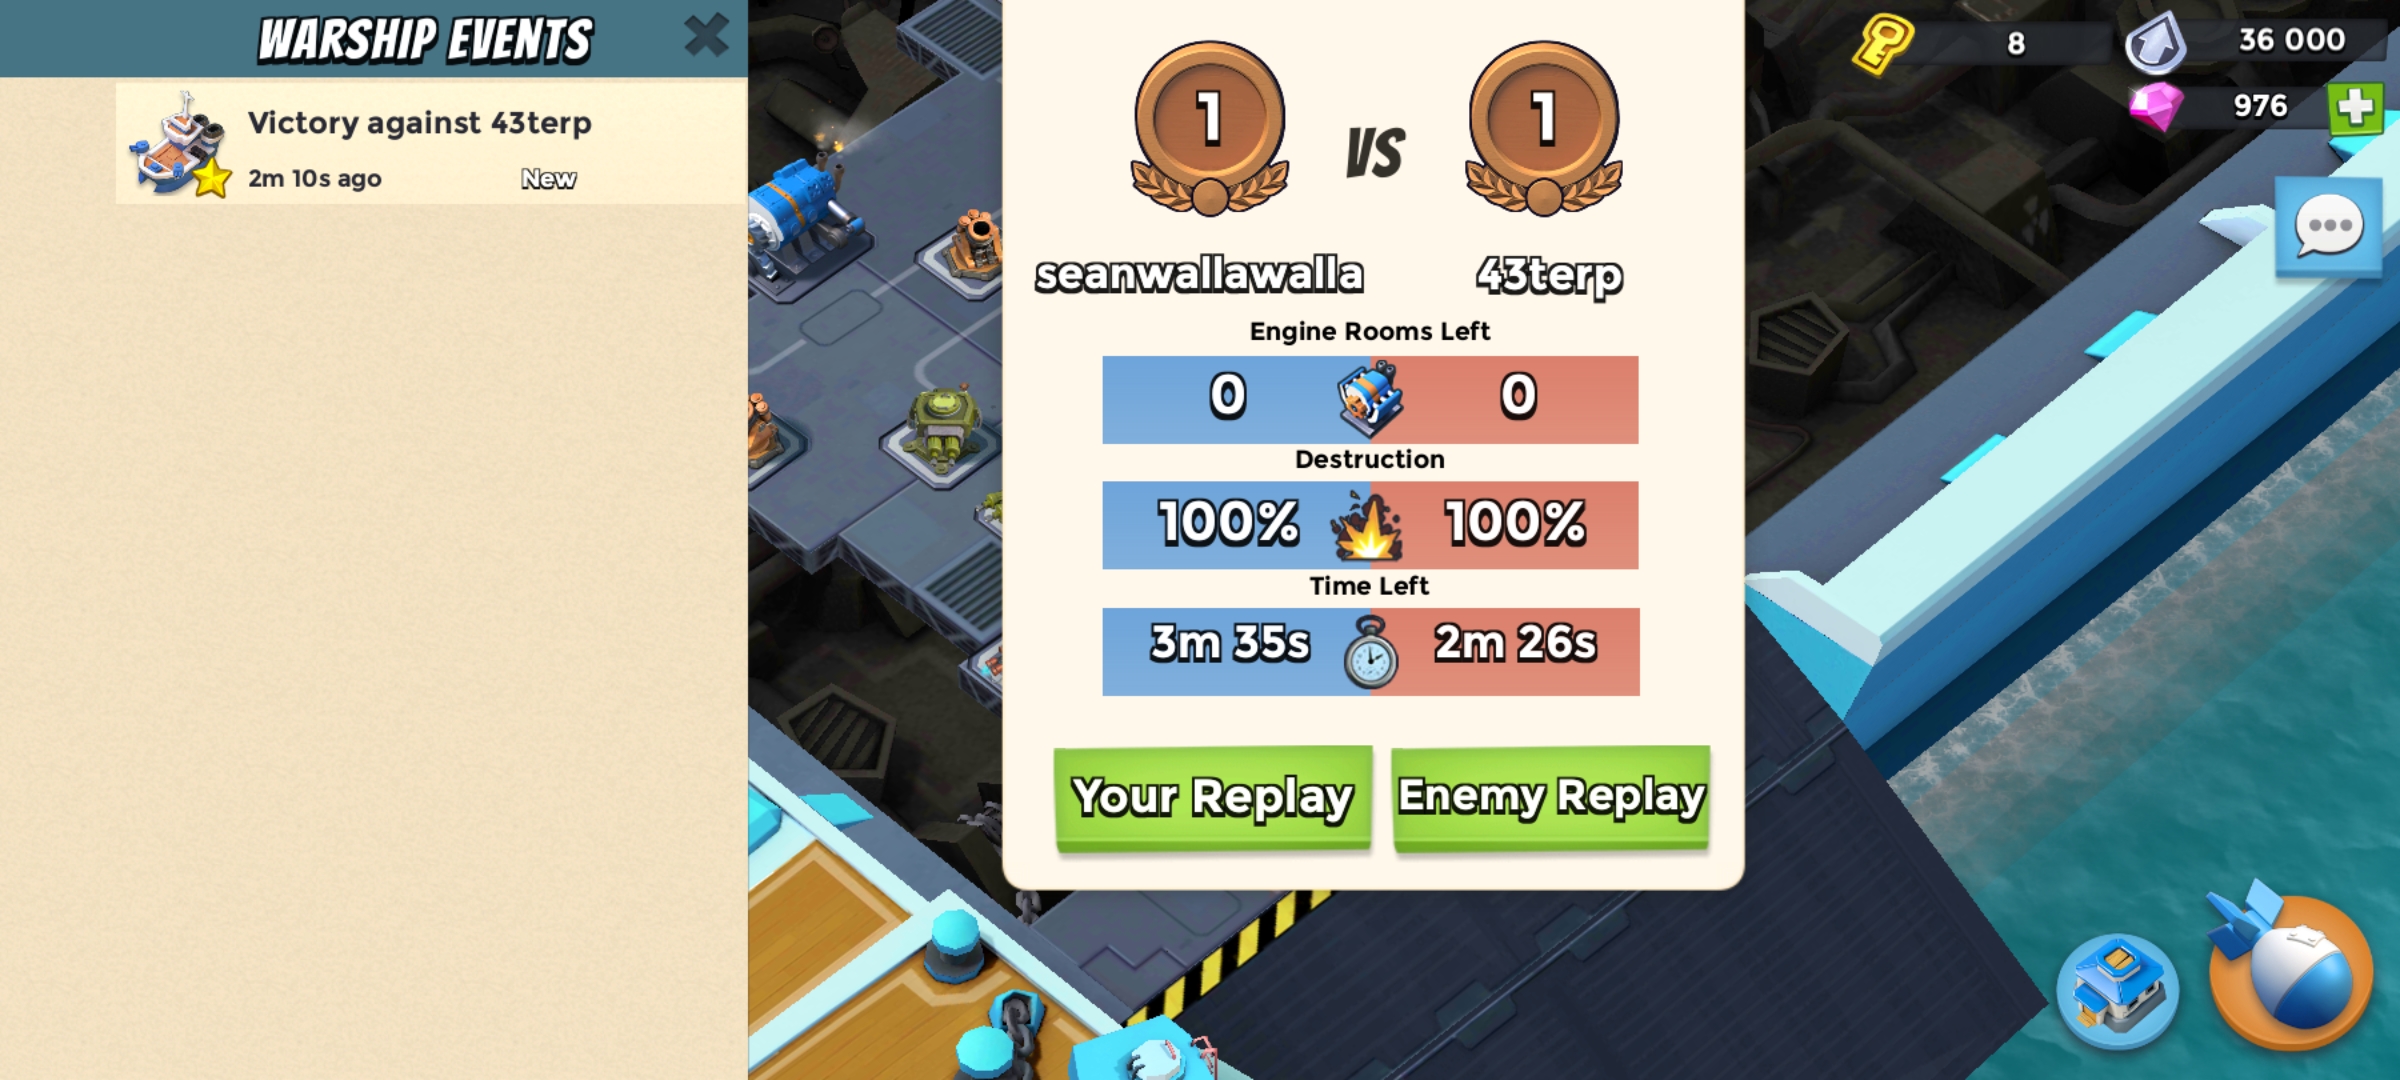 WARSHIP EVENTS
Victory against 43terp
2m 10s ago
New
1
VS
1
seanwallawalla
43terp
Engine Rooms Left
0
0
Destruction
100%
100%
Time Left
3m 35s
2m 26s
Your Replay
Enemy Replay
8
36 000
976